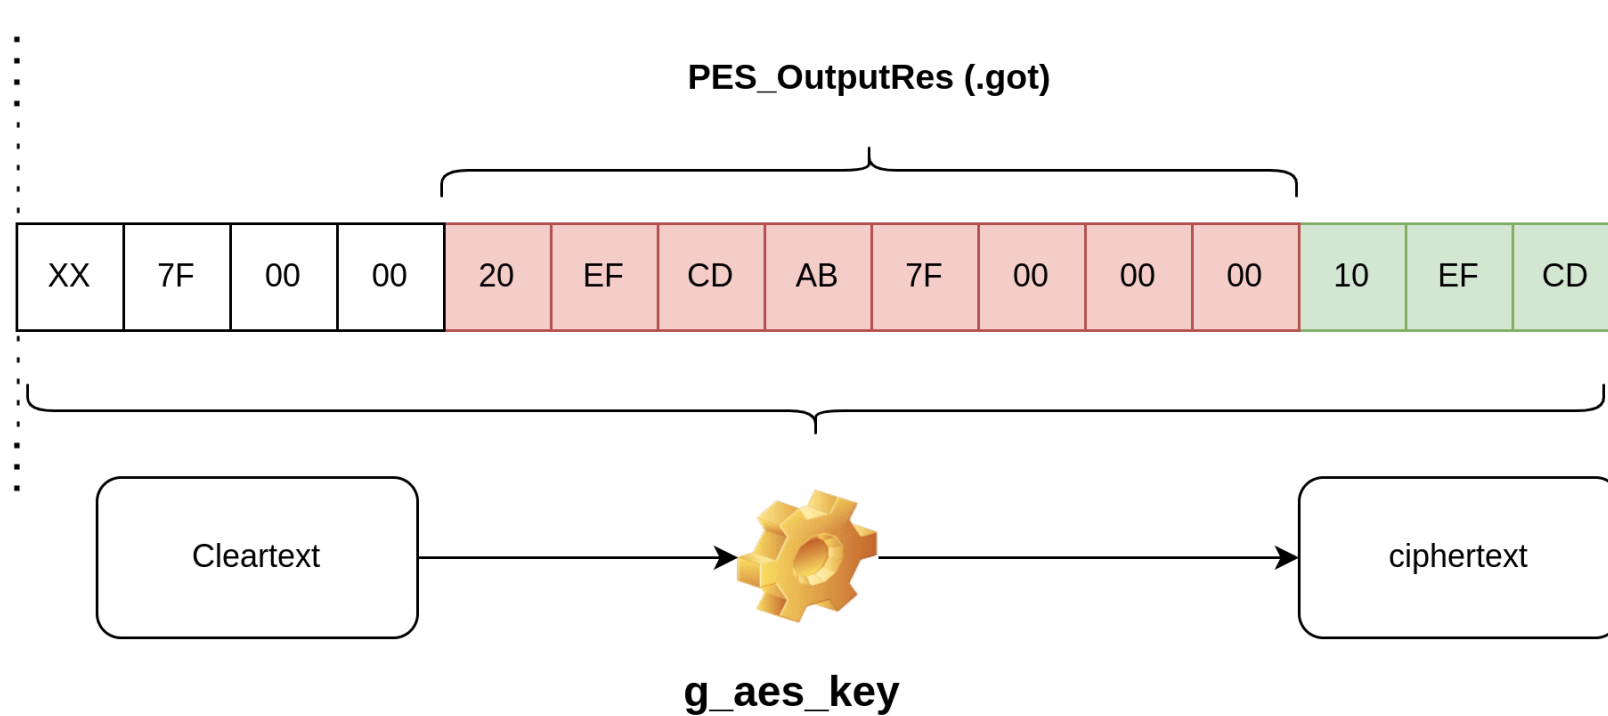 PES_OutputRes (.got)
XX 7F 00 00 20 EF CD AB 7F 00 00 00 10 EF CD
Cleartext ciphertext
g_aes_key